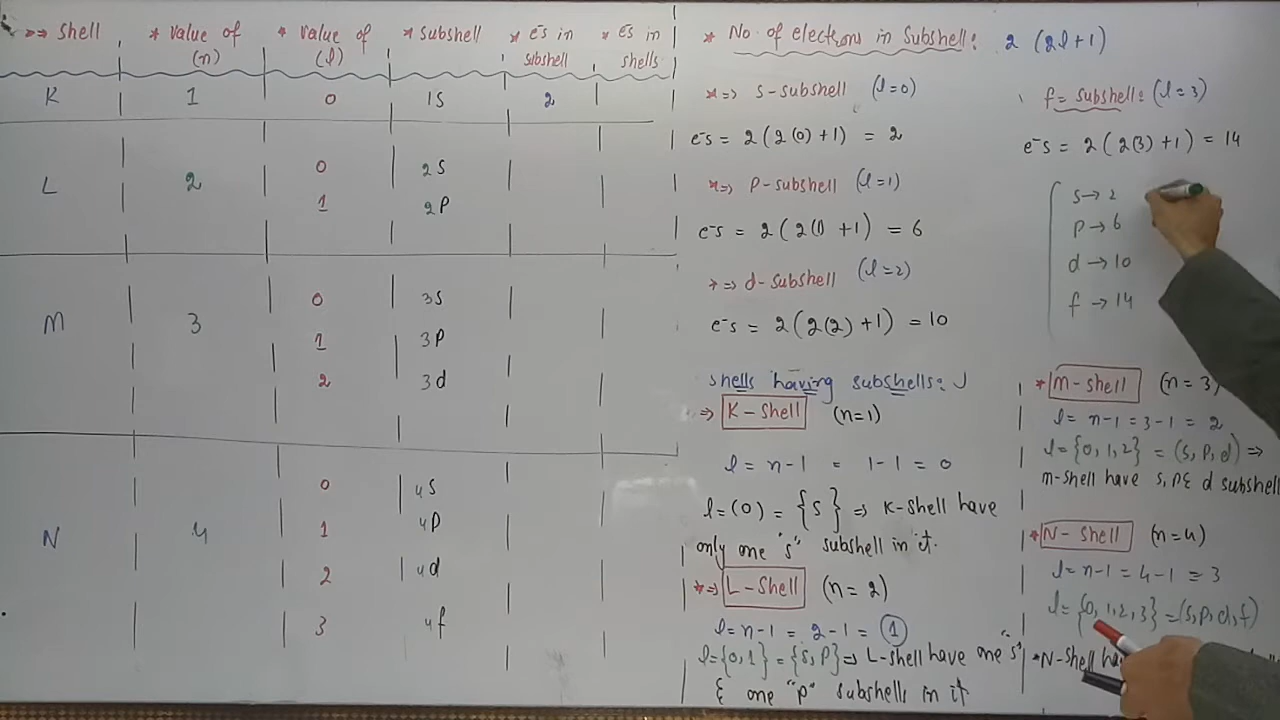 »→ Shell * Value of (n) * Value of (l) * Subshell * e⁻s in subshell * e⁻s in shells
K 1 0 1S 2
L 2 0 2S
1 2P
M 3 0 3S
1 3P
2 3d
N 4 0 4S
1 4P
2 4d
3 4f
* No. of electrons in Subshell: 2 (2l+1)
*=> S-subshell (l=0)
e⁻s = 2(2(0)+1) = 2
*=> P-subshell (l=1)
e⁻s = 2(2(1) +1) = 6
*=> d-subshell (l=2)
e⁻s = 2(2(2)+1) = 10
f= subshell: (l=3)
e⁻s = 2(2(3)+1) = 14
S→ 2
P→ 6
d →10
f →14
shells having subshells:
=> K-Shell (n=1)
l = n-1 = 1-1 = 0
l=(0) = {S} => K-shell have
only one "s" subshell in it.
*=> L-Shell (n=2)
l=n-1 = 2-1 = 1
l={0,1} = {S,P} => L-shell have one "s"
& one "p" subshells in it
* M-shell (n=3)
l= n-1=3-1 = 2
l={0,1,2} = (S,P,d) =>
M-shell have s,p & d subshell
* N-shell (n=4)
l=n-1=4-1=3
l={0,1,2,3}=(S,P,d,f)
*N-shell